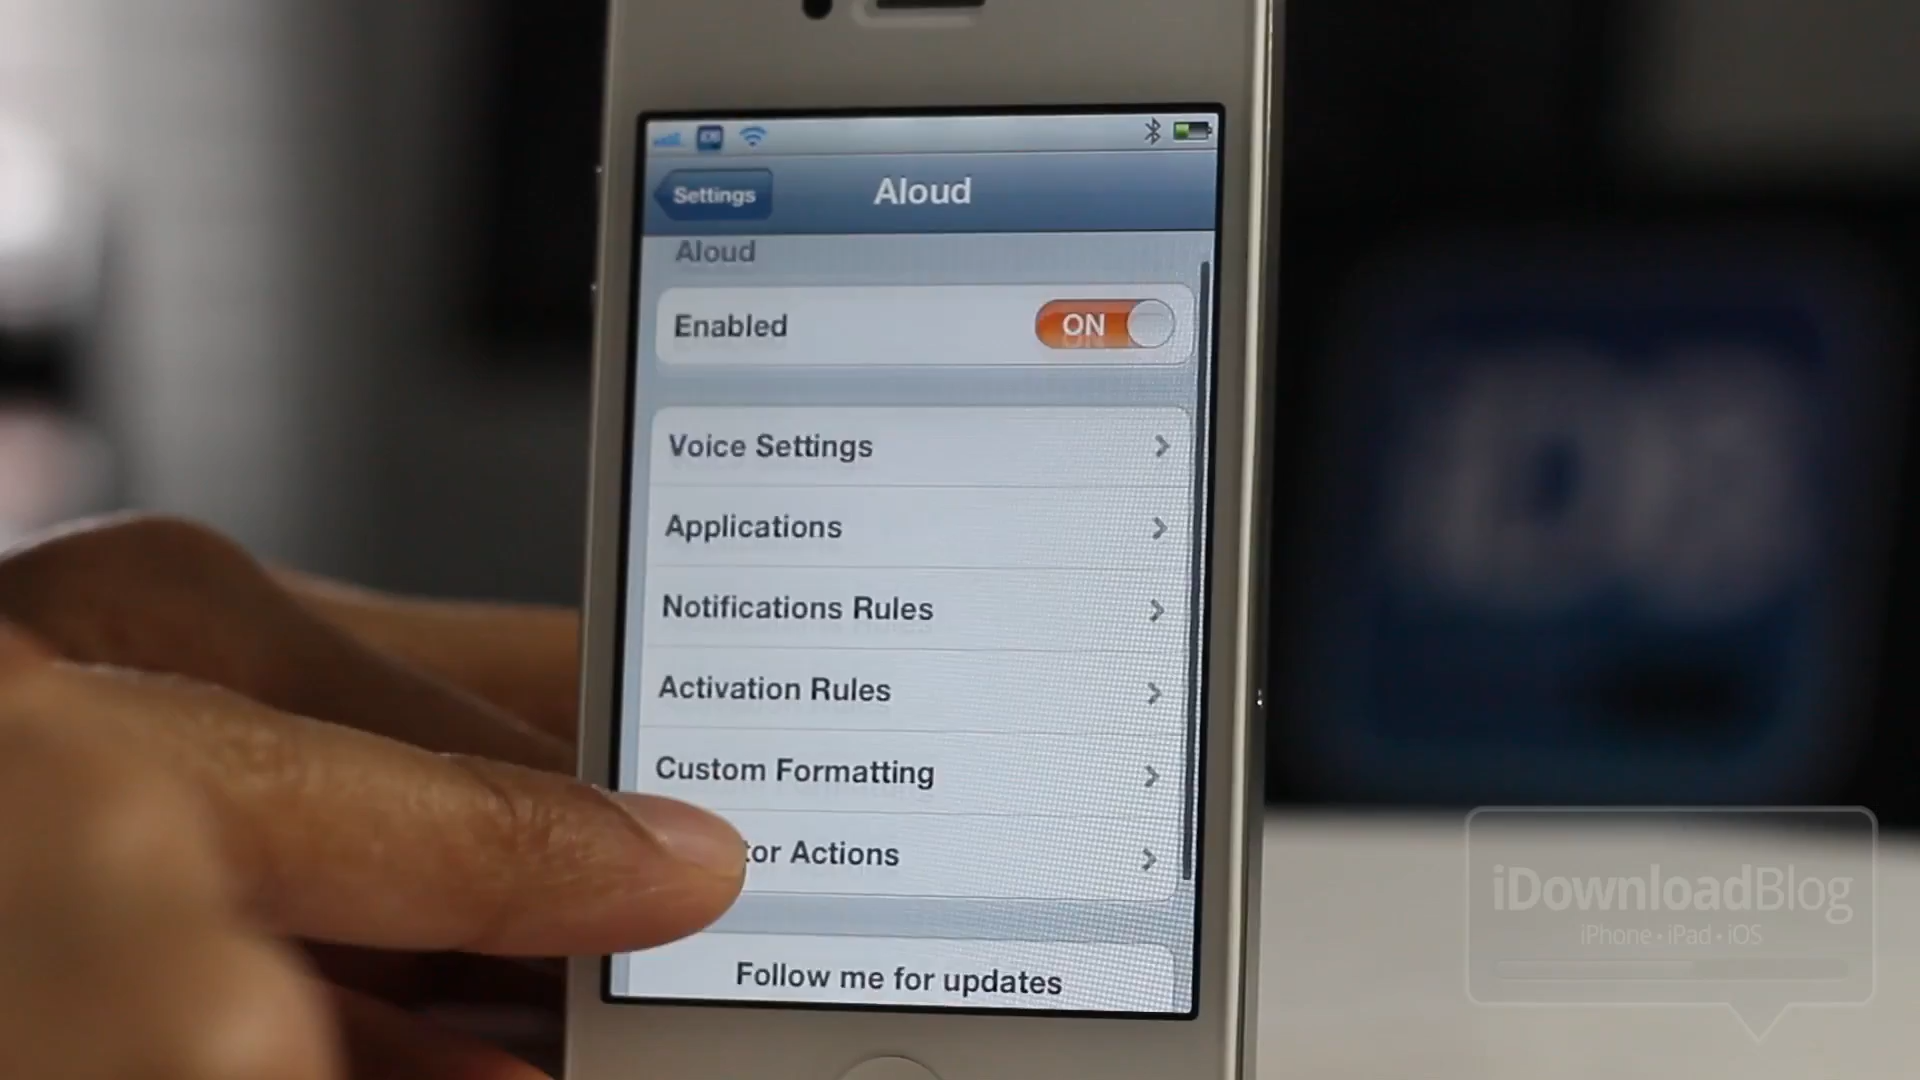 Settings
Aloud
Aloud
Enabled
ON
Voice Settings
Applications
Notifications Rules
Activation Rules
Custom Formatting
tor Actions
Follow me for updates
iDownloadBlog
iPhone • iPad • iOS